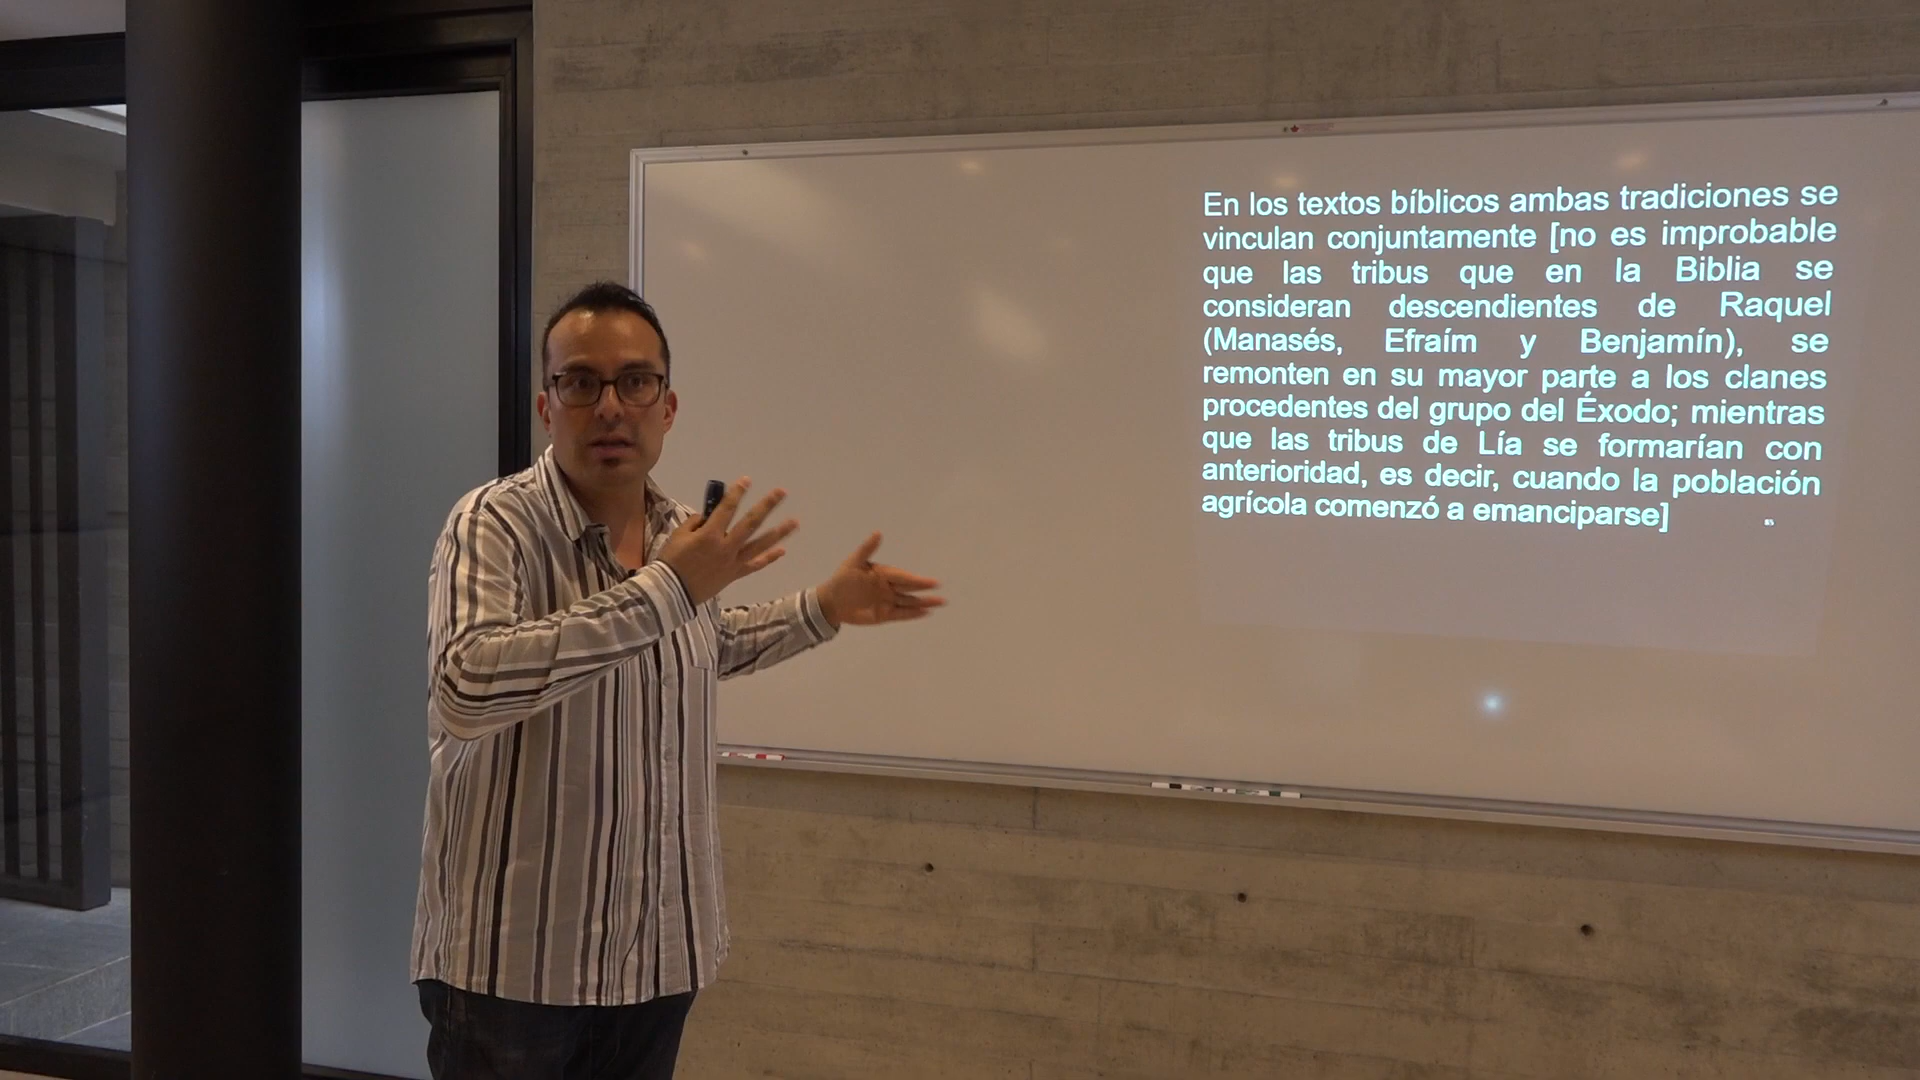 En los textos bíblicos ambas tradiciones se
vinculan conjuntamente [no es improbable
que las tribus que en la Biblia se
consideran descendientes de Raquel
(Manasés, Efraím y Benjamín), se
remonten en su mayor parte a los clanes
procedentes del grupo del Éxodo; mientras
que las tribus de Lía se formarían con
anterioridad, es decir, cuando la población
agrícola comenzó a emanciparse]